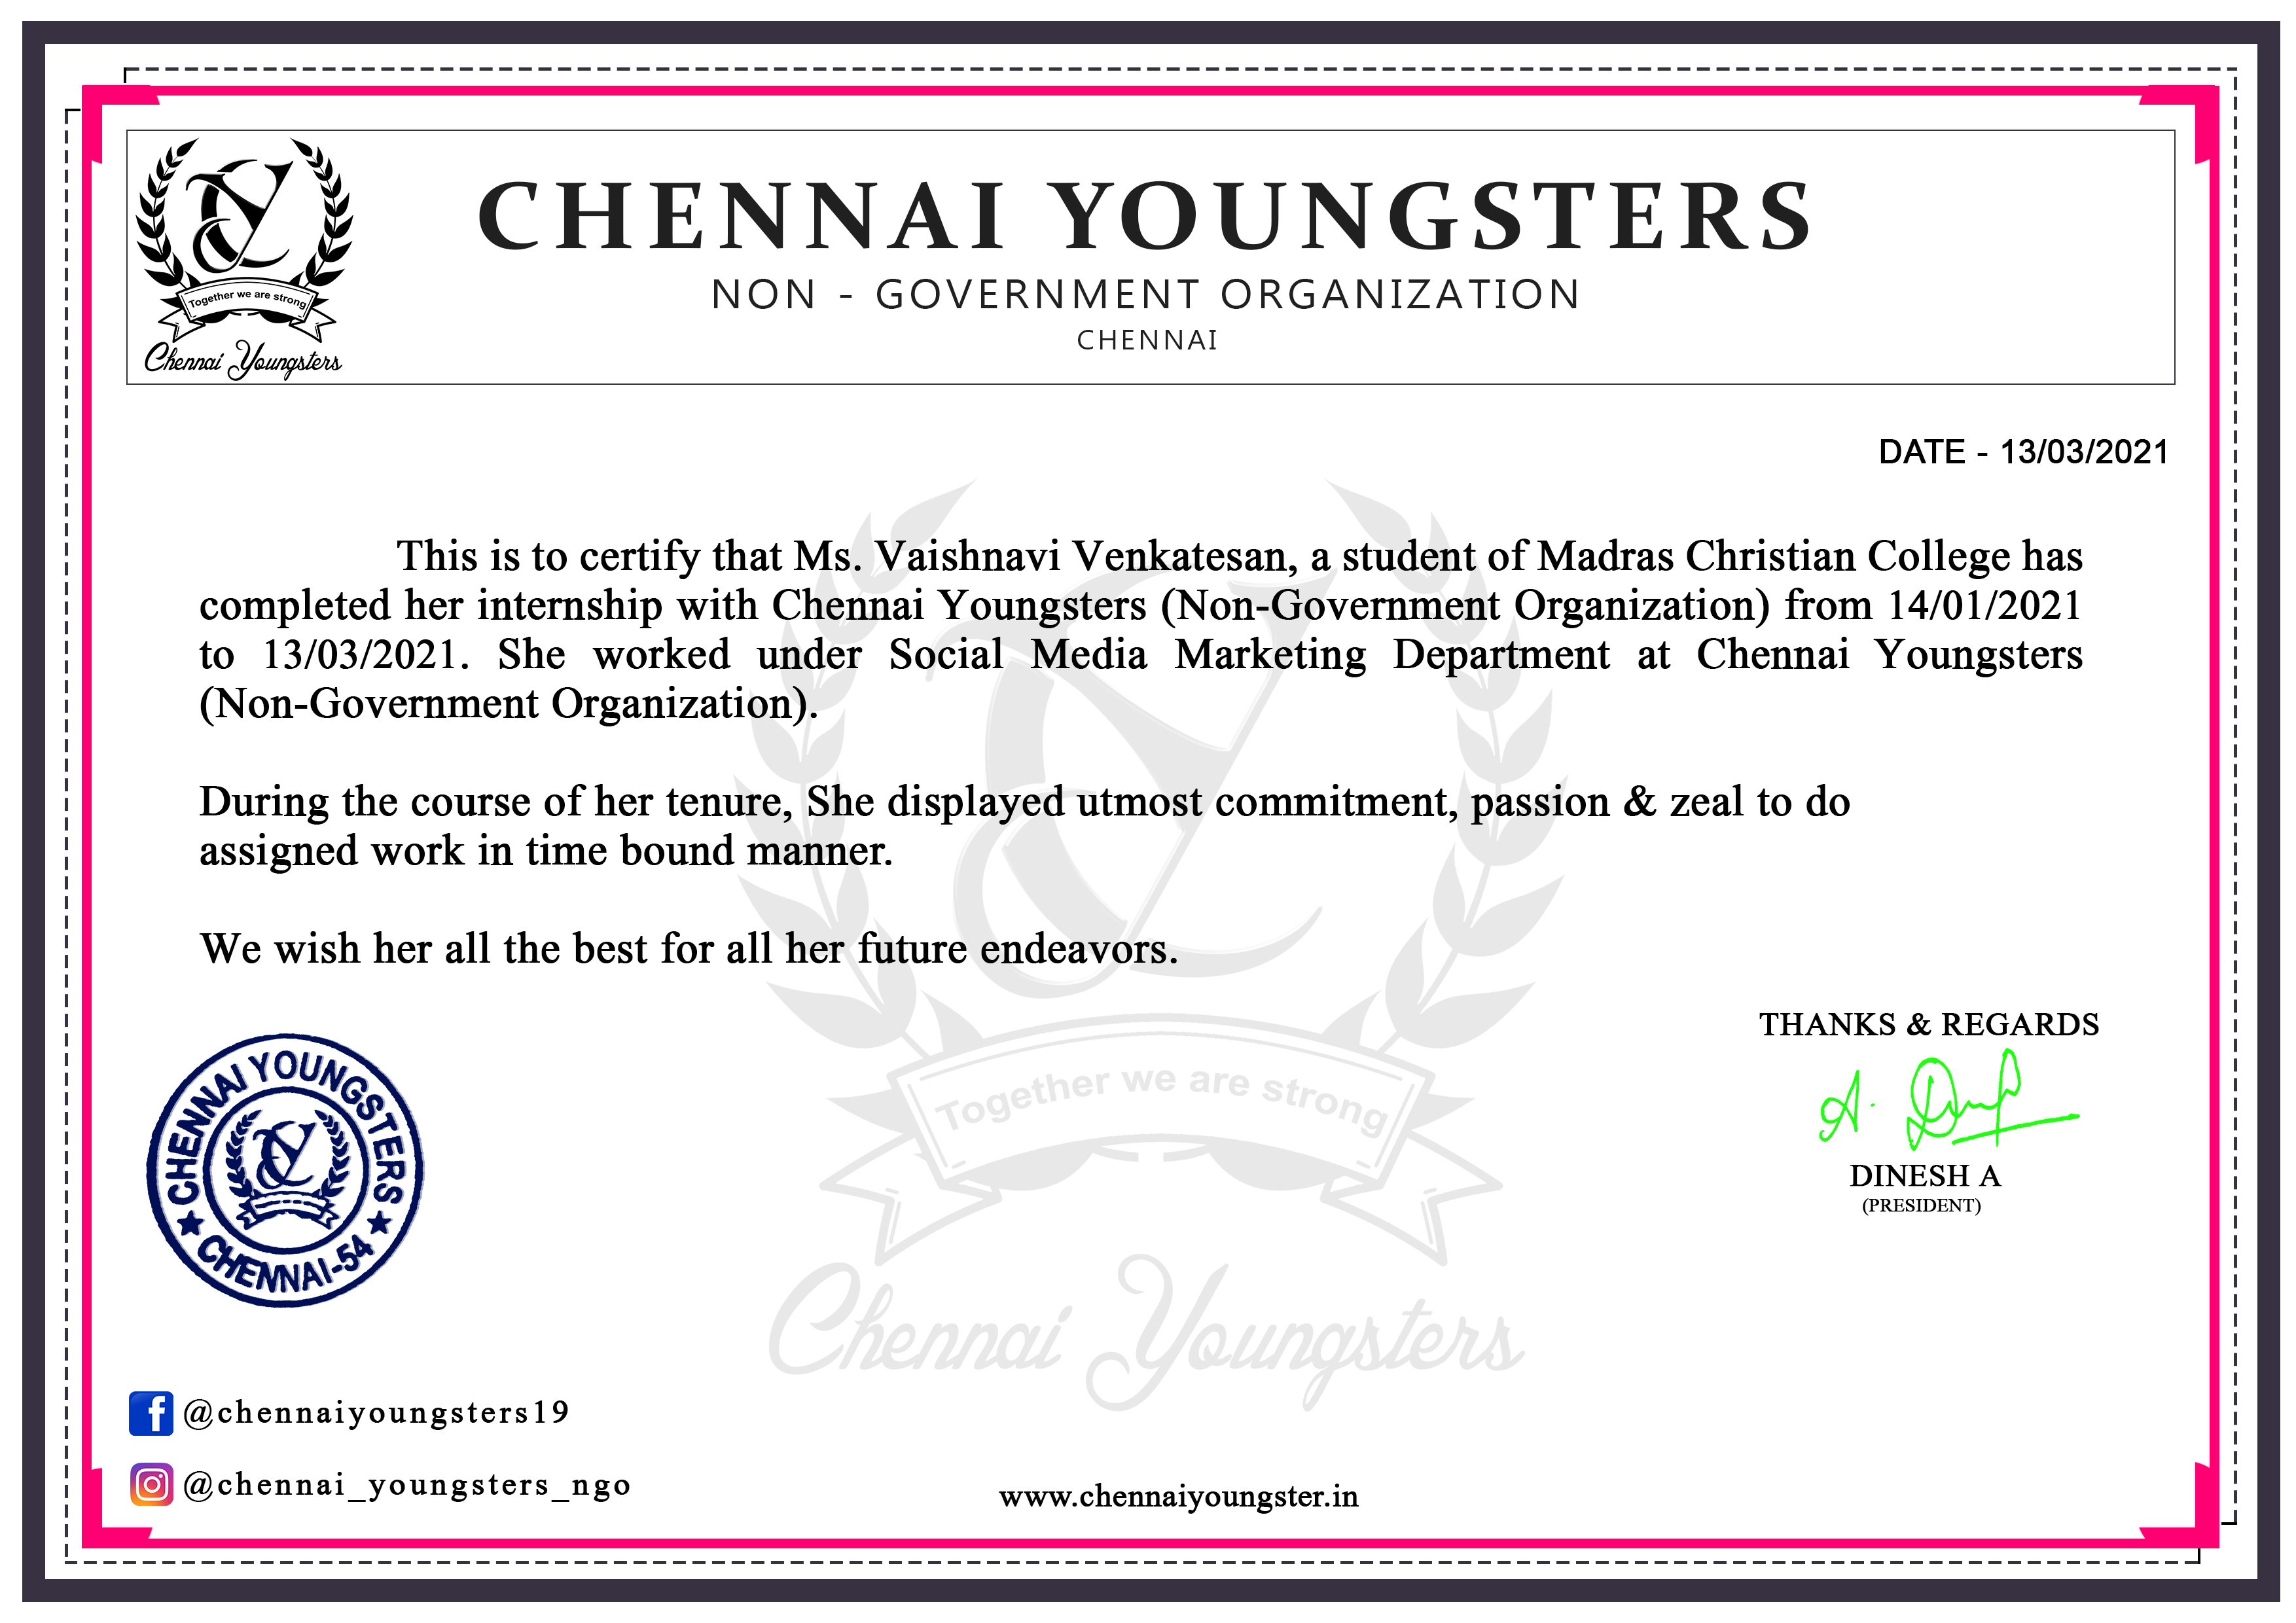 CHENNAI YOUNGSTERS
NON - GOVERNMENT ORGANIZATION
CHENNAI
Together we are strong
Chennai Youngsters
DATE - 13/03/2021
This is to certify that Ms. Vaishnavi Venkatesan, a student of Madras Christian College has
completed her internship with Chennai Youngsters (Non-Government Organization) from 14/01/2021
to 13/03/2021. She worked under Social Media Marketing Department at Chennai Youngsters
(Non-Government Organization).
During the course of her tenure, She displayed utmost commitment, passion & zeal to do
assigned work in time bound manner.
We wish her all the best for all her future endeavors.
THANKS & REGARDS
DINESH A
(PRESIDENT)
CHENNAI YOUNGSTERS
CHENNAI-54
Together we are strong
Chennai Youngsters
@chennaiyoungsters19
@chennai_youngsters_ngo
www.chennaiyoungster.in